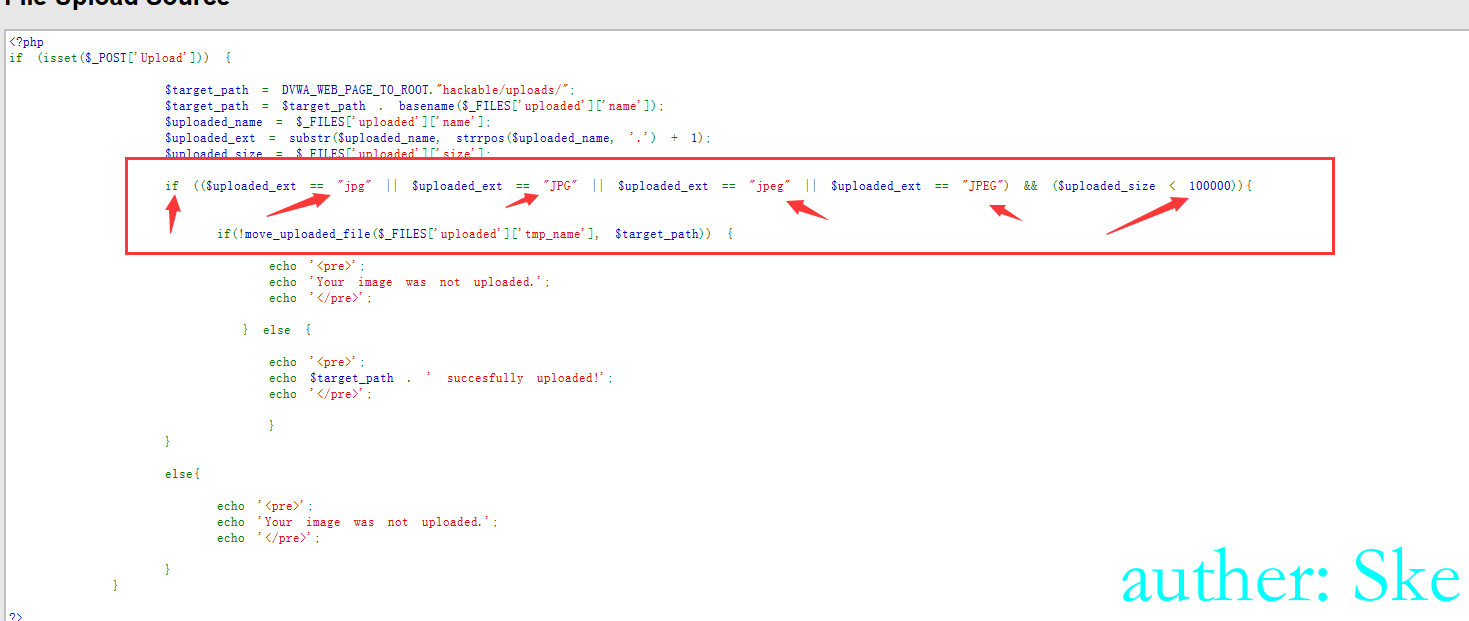 File Upload Source
<?php
if (isset($_POST['Upload'])) {
$target_path = DVWA_WEB_PAGE_TO_ROOT."hackable/uploads/";
$target_path = $target_path . basename($_FILES['uploaded']['name']);
$uploaded_name = $_FILES['uploaded']['name'];
$uploaded_ext = substr($uploaded_name, strrpos($uploaded_name, '.') + 1);
$uploaded_size = $_FILES['uploaded']['size'];
if (($uploaded_ext == "jpg" || $uploaded_ext == "JPG" || $uploaded_ext == "jpeg" || $uploaded_ext == "JPEG") && ($uploaded_size < 100000)){
if(!move_uploaded_file($_FILES['uploaded']['tmp_name'], $target_path)) {
echo '<pre>';
echo 'Your image was not uploaded.';
echo '</pre>';
} else {
echo '<pre>';
echo $target_path . ' succesfully uploaded!';
echo '</pre>';
}
}
else{
echo '<pre>';
echo 'Your image was not uploaded.';
echo '</pre>';
}
}
?>
auther: Ske